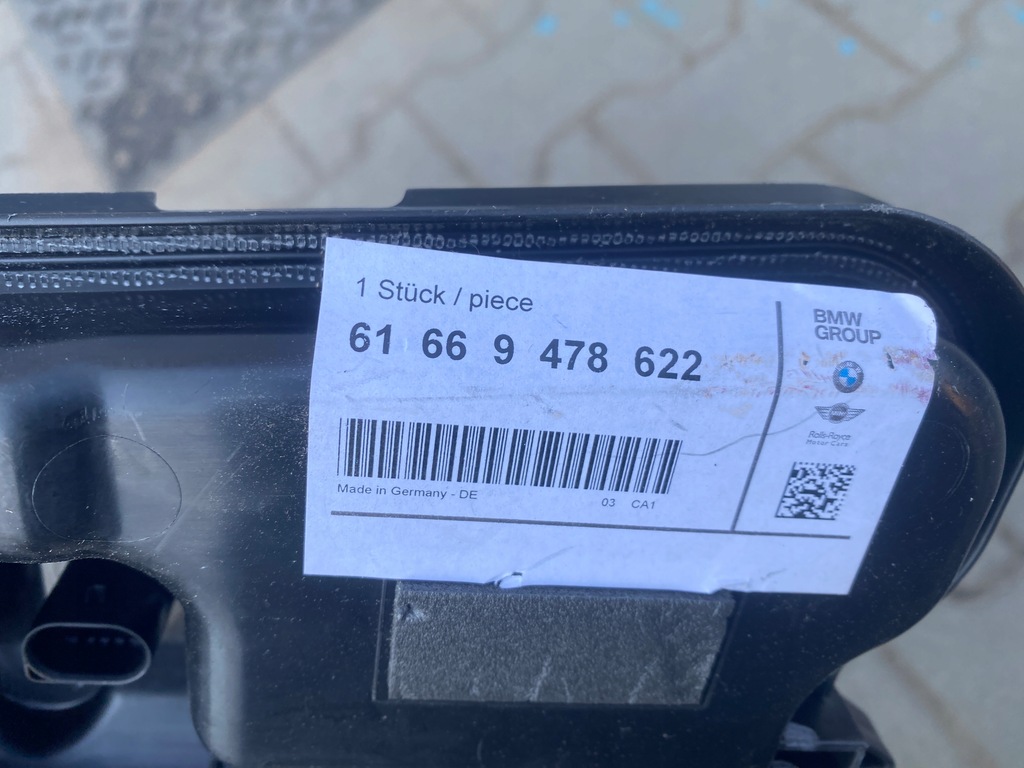 1 Stück / piece
61 66 9 478 622
Made in Germany - DE
03 CA1
BMW
GROUP
MINI
Rolls-Royce
Motor Cars